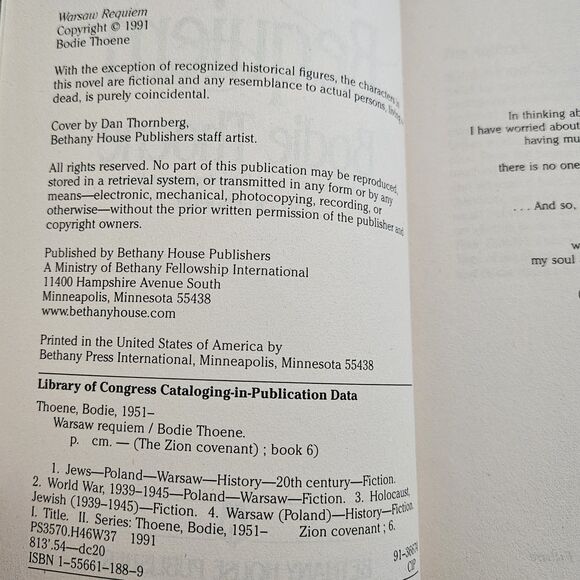 Warsaw Requiem
Copyright © 1991
Bodie Thoene
With the exception of recognized historical figures, the characters in
this novel are fictional and any resemblance to actual persons, living or
dead, is purely coincidental.
Cover by Dan Thornberg,
Bethany House Publishers staff artist.
All rights reserved. No part of this publication may be reproduced,
stored in a retrieval system, or transmitted in any form or by any
means—electronic, mechanical, photocopying, recording, or
otherwise—without the prior written permission of the publisher and
copyright owners.
Published by Bethany House Publishers
A Ministry of Bethany Fellowship International
11400 Hampshire Avenue South
Minneapolis, Minnesota 55438
www.bethanyhouse.com
Printed in the United States of America by
Bethany Press International, Minneapolis, Minnesota 55438
Library of Congress Cataloging-in-Publication Data
Thoene, Bodie, 1951–
Warsaw requiem / Bodie Thoene.
p. cm. — (The Zion covenant) ; book 6)
1. Jews—Poland—Warsaw—History—20th century—Fiction.
2. World War, 1939–1945—Poland—Warsaw—Fiction. 3. Holocaust,
Jewish (1939–1945)—Fiction. 4. Warsaw (Poland)—History—Fiction.
I. Title. II. Series: Thoene, Bodie, 1951– Zion covenant ; 6.
PS3570.H46W37 1991
813'.54—dc20
CIP
ISBN 1-55661-188-9
In thinking ab
I have worried about
having mu
there is no one
. . . And so,
w
my soul